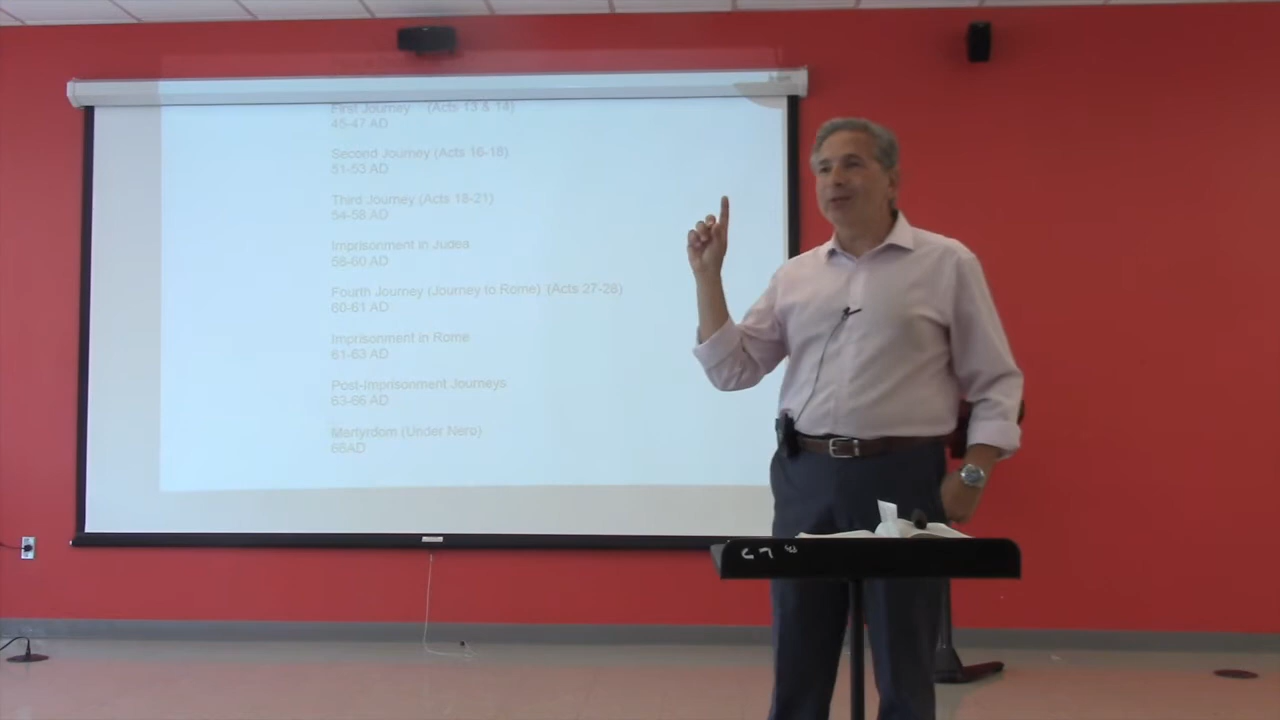 First Journey (Acts 13 & 14)
45-47 AD
Second Journey (Acts 16-18)
51-53 AD
Third Journey (Acts 18-21)
54-58 AD
Imprisonment in Judea
58-60 AD
Fourth Journey (Journey to Rome) (Acts 27-28)
60-61 AD
Imprisonment in Rome
61-63 AD
Post-Imprisonment Journeys
63-66 AD
Martyrdom (Under Nero)
66AD